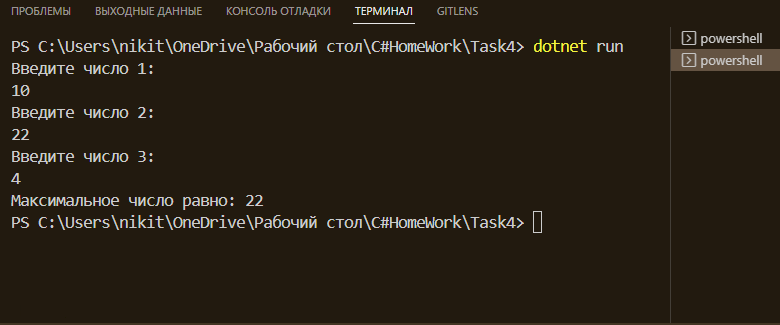 ПРОБЛЕМЫ ВЫХОДНЫЕ ДАННЫЕ КОНСОЛЬ ОТЛАДКИ ТЕРМИНАЛ GITLENS
PS C:\Users\nikit\OneDrive\Рабочий стол\C#HomeWork\Task4> dotnet run
Введите число 1:
10
Введите число 2:
22
Введите число 3:
4
Максимальное число равно: 22
PS C:\Users\nikit\OneDrive\Рабочий стол\C#HomeWork\Task4>
powershell
powershell